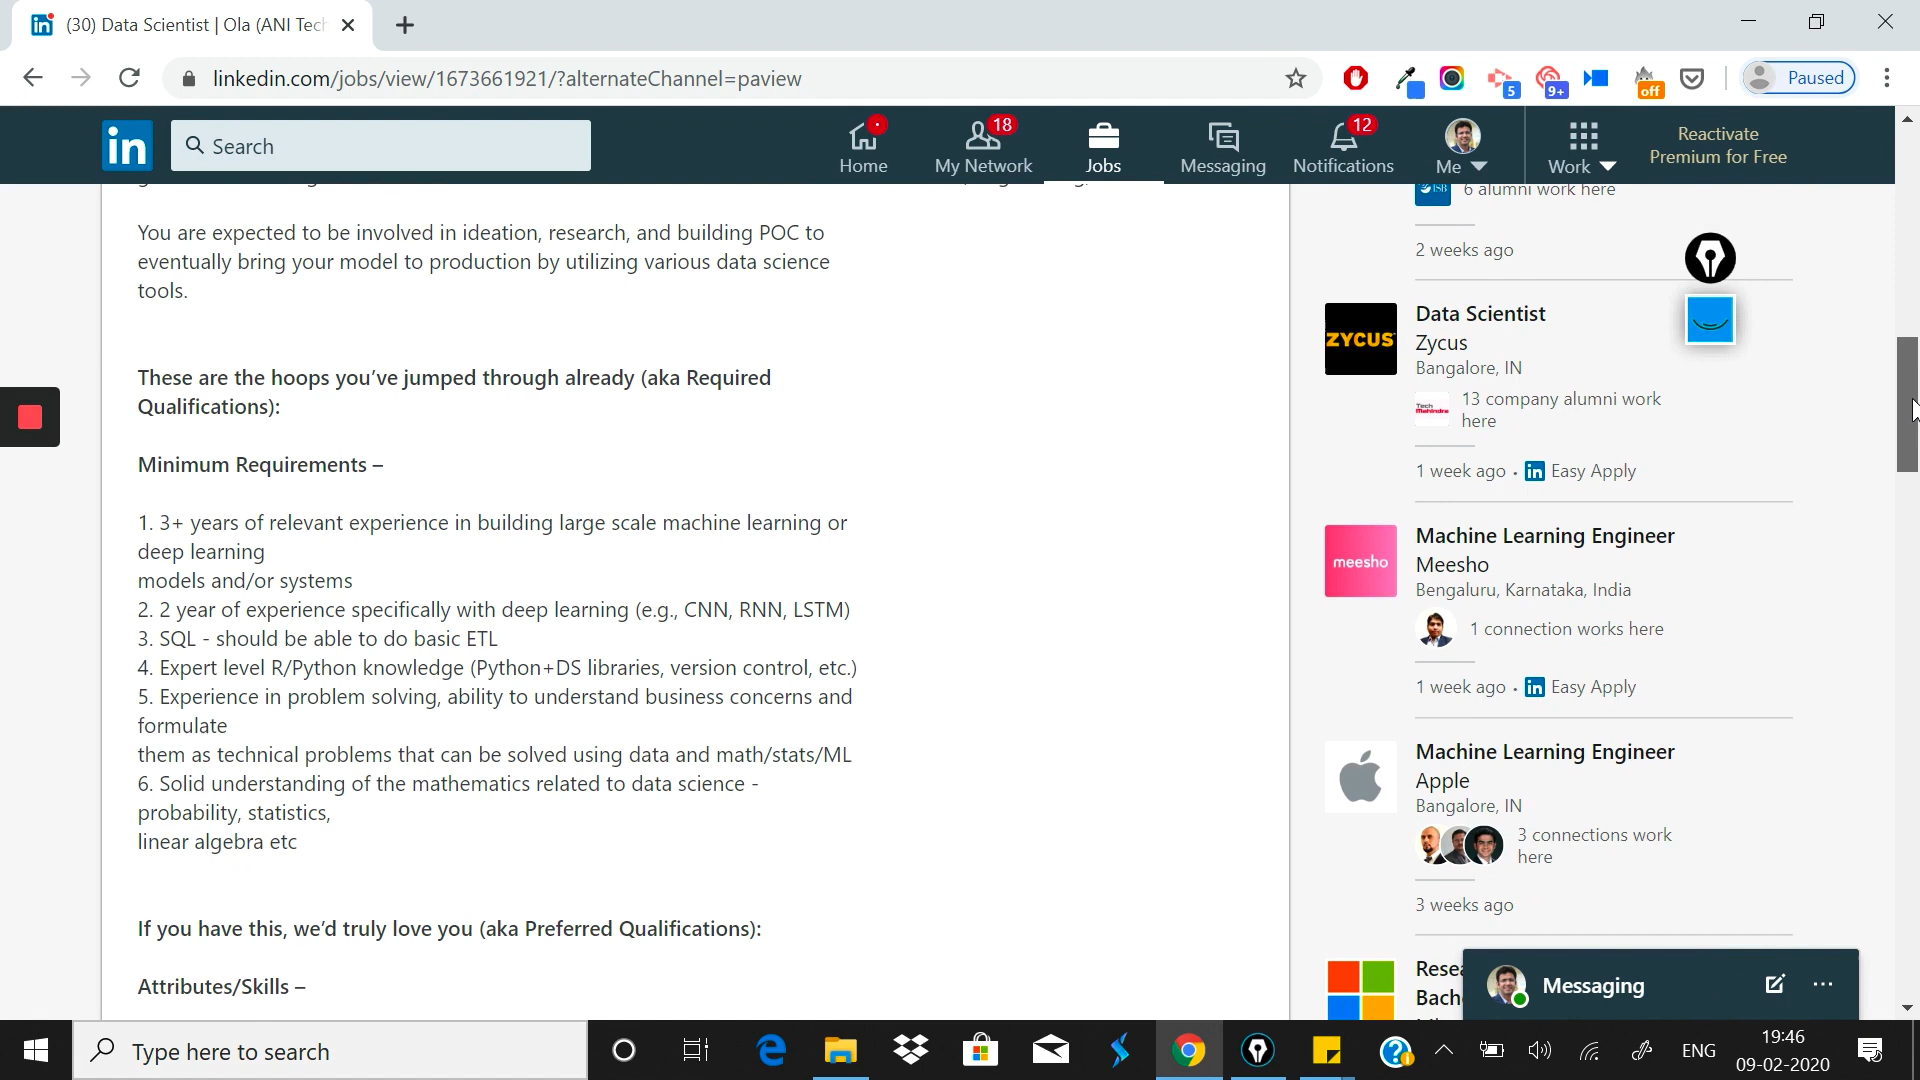 (30) Data Scientist | Ola (ANI Tech
linkedin.com/jobs/view/1673661921/?alternateChannel=paview
5
9+
off
Paused
in
Search
Home
18
My Network
Jobs
Messaging
12
Notifications
Me
Work
Reactivate
Premium for Free
You are expected to be involved in ideation, research, and building POC to
eventually bring your model to production by utilizing various data science
tools.
These are the hoops you’ve jumped through already (aka Required
Qualifications):
Minimum Requirements –
1. 3+ years of relevant experience in building large scale machine learning or
deep learning
models and/or systems
2. 2 year of experience specifically with deep learning (e.g., CNN, RNN, LSTM)
3. SQL - should be able to do basic ETL
4. Expert level R/Python knowledge (Python+DS libraries, version control, etc.)
5. Experience in problem solving, ability to understand business concerns and
formulate
them as technical problems that can be solved using data and math/stats/ML
6. Solid understanding of the mathematics related to data science -
probability, statistics,
linear algebra etc
If you have this, we’d truly love you (aka Preferred Qualifications):
Attributes/Skills –
ISB
6 alumni work here
2 weeks ago
ZYCUS
Data Scientist
Zycus
Bangalore, IN
Tech
Mahindra
13 company alumni work
here
1 week ago · in Easy Apply
meesho
Machine Learning Engineer
Meesho
Bengaluru, Karnataka, India
1 connection works here
1 week ago · in Easy Apply
Machine Learning Engineer
Apple
Bangalore, IN
3 connections work
here
3 weeks ago
Resea
Bach
Messaging
Type here to search
ENG
19:46
09-02-2020